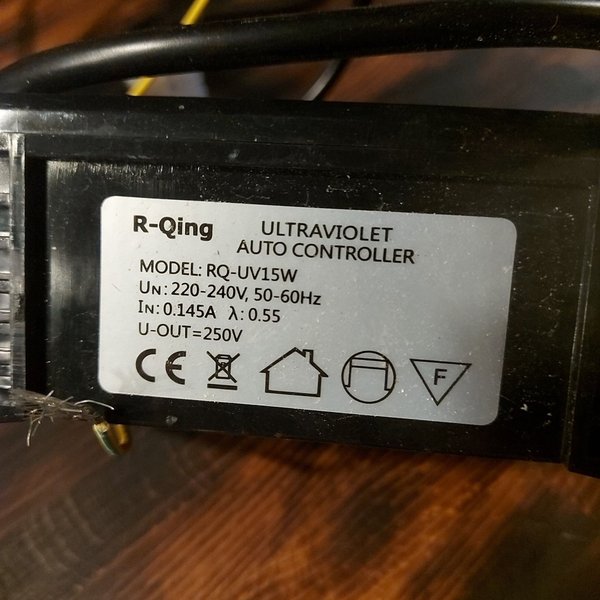 R-Qing ULTRAVIOLET
AUTO CONTROLLER
MODEL: RQ-UV15W
UN: 220-240V, 50-60Hz
IN: 0.145A λ: 0.55
U-OUT=250V
CE
F